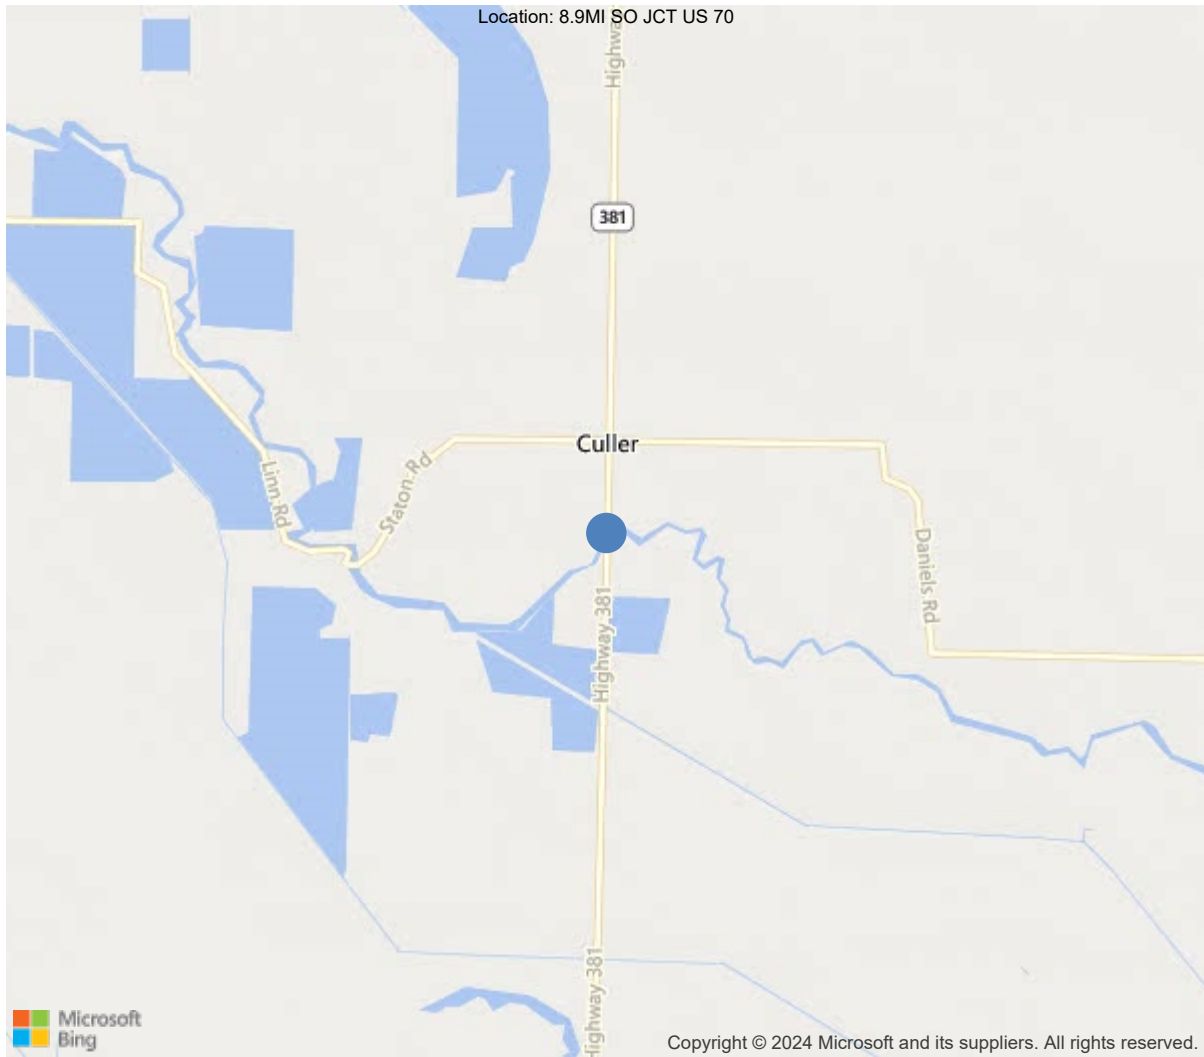 Location: 8.9MI SO JCT US 70
Highwa
381
Culler
Linn Rd
Staton Rd
Daniels Rd
Highway 381
Highway 381
Microsoft
Bing
Copyright © 2024 Microsoft and its suppliers. All rights reserved.